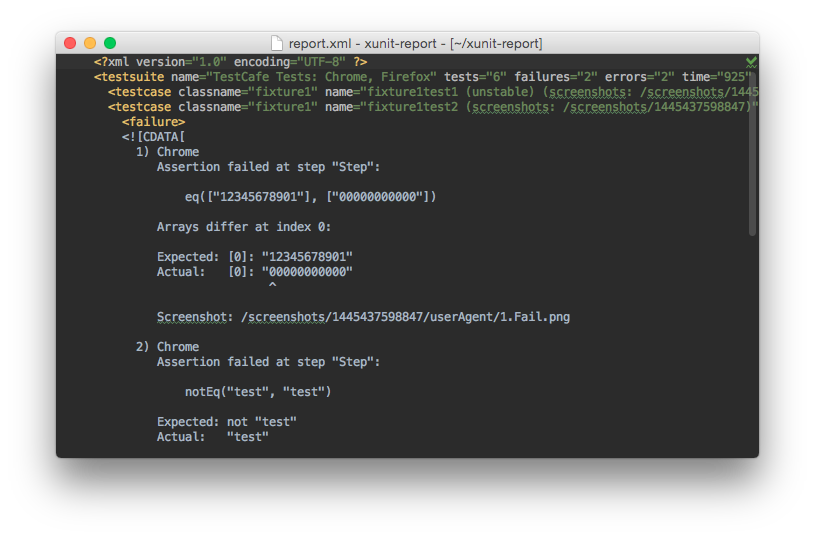 report.xml - xunit-report - [~/xunit-report]
<?xml version="1.0" encoding="UTF-8" ?>
<testsuite name="TestCafe Tests: Chrome, Firefox" tests="6" failures="2" errors="2" time="925"
<testcase classname="fixture1" name="fixture1test1 (unstable) (screenshots: /screenshots/1445
<testcase classname="fixture1" name="fixture1test2 (screenshots: /screenshots/1445437598847)"
<failure>
<![CDATA[
1) Chrome
Assertion failed at step "Step":
eq(["12345678901"], ["00000000000"])
Arrays differ at index 0:
Expected: [0]: "12345678901"
Actual:   [0]: "00000000000"
^
Screenshot: /screenshots/1445437598847/userAgent/1.Fail.png
2) Chrome
Assertion failed at step "Step":
notEq("test", "test")
Expected: not "test"
Actual:   "test"